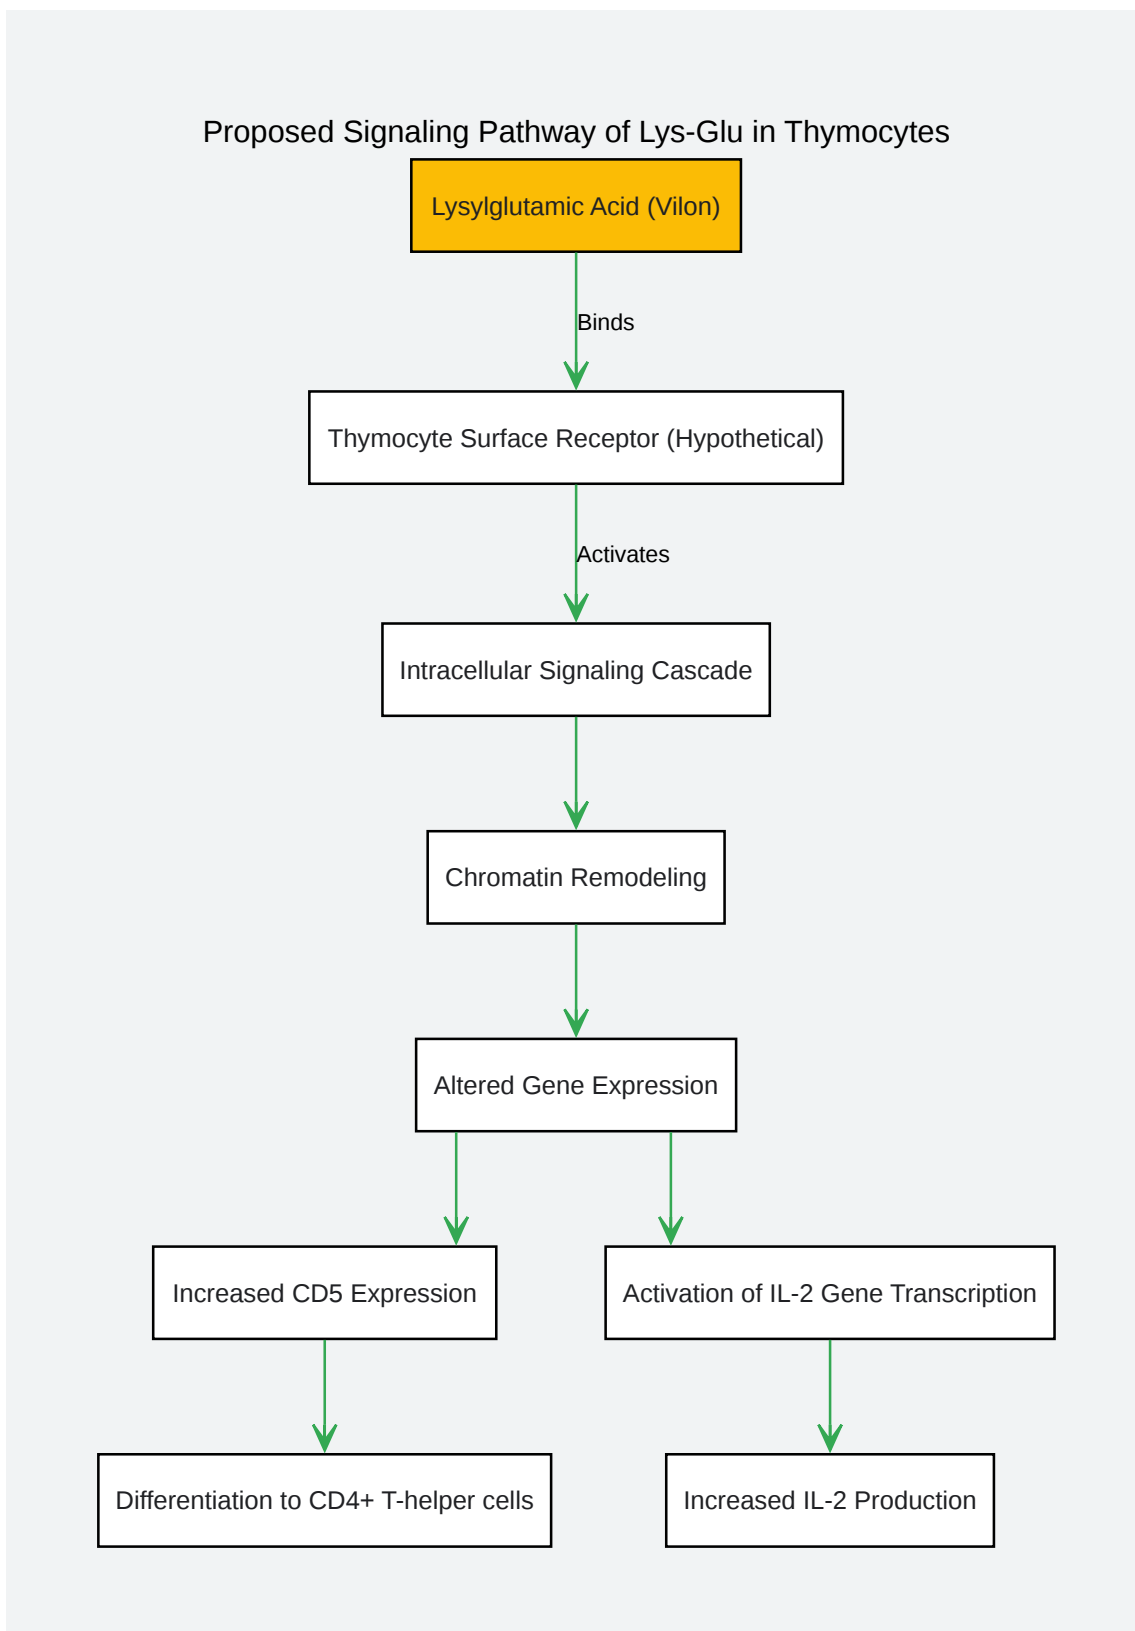 Proposed Signaling Pathway of Lys-Glu in Thymocytes
Lysylglutamic Acid (Vilon)
Binds
Thymocyte Surface Receptor (Hypothetical)
Activates
Intracellular Signaling Cascade
Chromatin Remodeling
Altered Gene Expression
Increased CD5 Expression
Activation of IL-2 Gene Transcription
Differentiation to CD4+ T-helper cells
Increased IL-2 Production